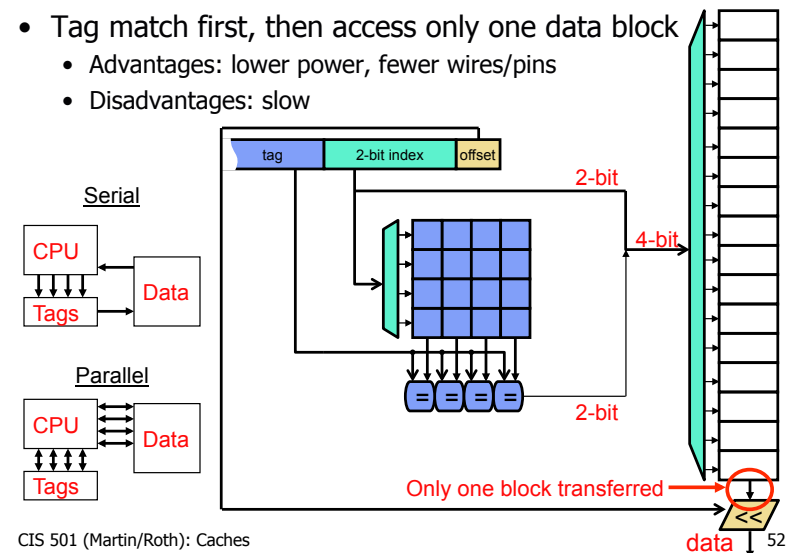 • Tag match first, then access only one data block
• Advantages: lower power, fewer wires/pins
• Disadvantages: slow
tag 2-bit index offset
2-bit
Serial
CPU
Tags
Data
4-bit
Parallel
CPU
Tags
Data
= = = =
2-bit
Only one block transferred
<<
data
CIS 501 (Martin/Roth): Caches
52